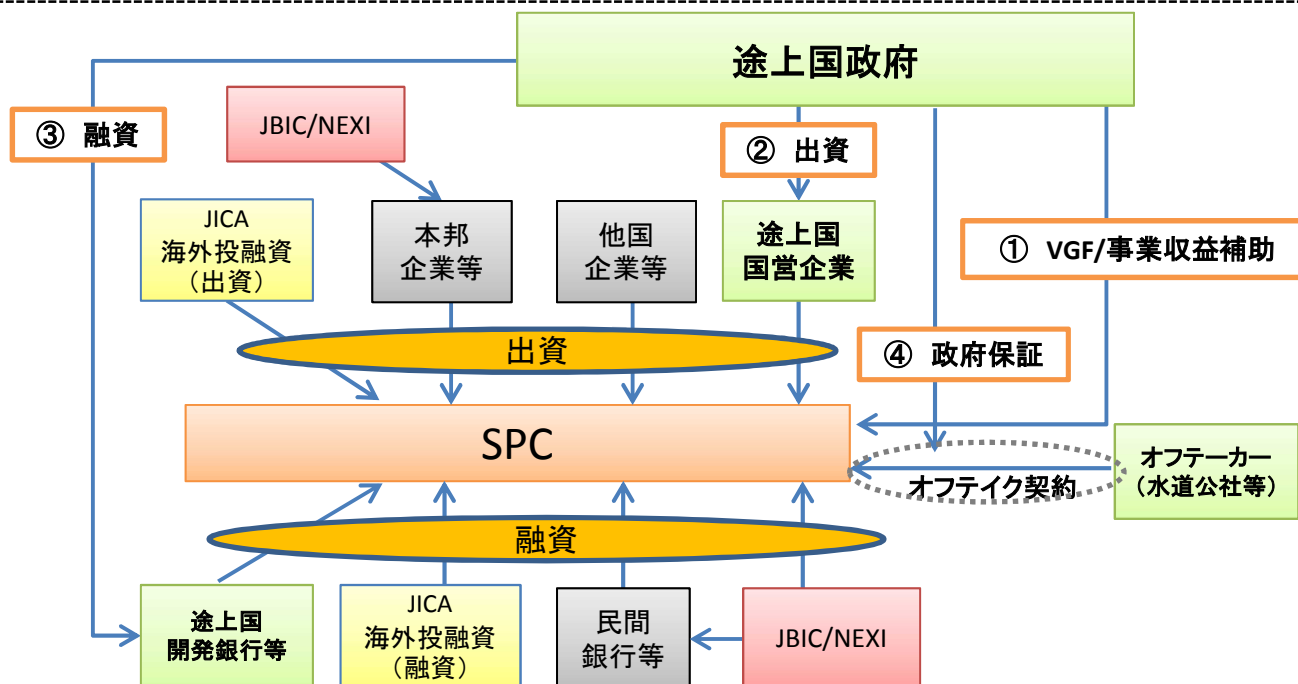 途上国政府
③ 融資
JBIC/NEXI
② 出資
JICA
海外投融資
（出資）
本邦
企業等
他国
企業等
途上国
国営企業
① VGF/事業収益補助
出資
④ 政府保証
SPC
オフテイク契約
オフテーカー
（水道公社等）
融資
途上国
開発銀行等
JICA
海外投融資
（融資）
民間
銀行等
JBIC/NEXI